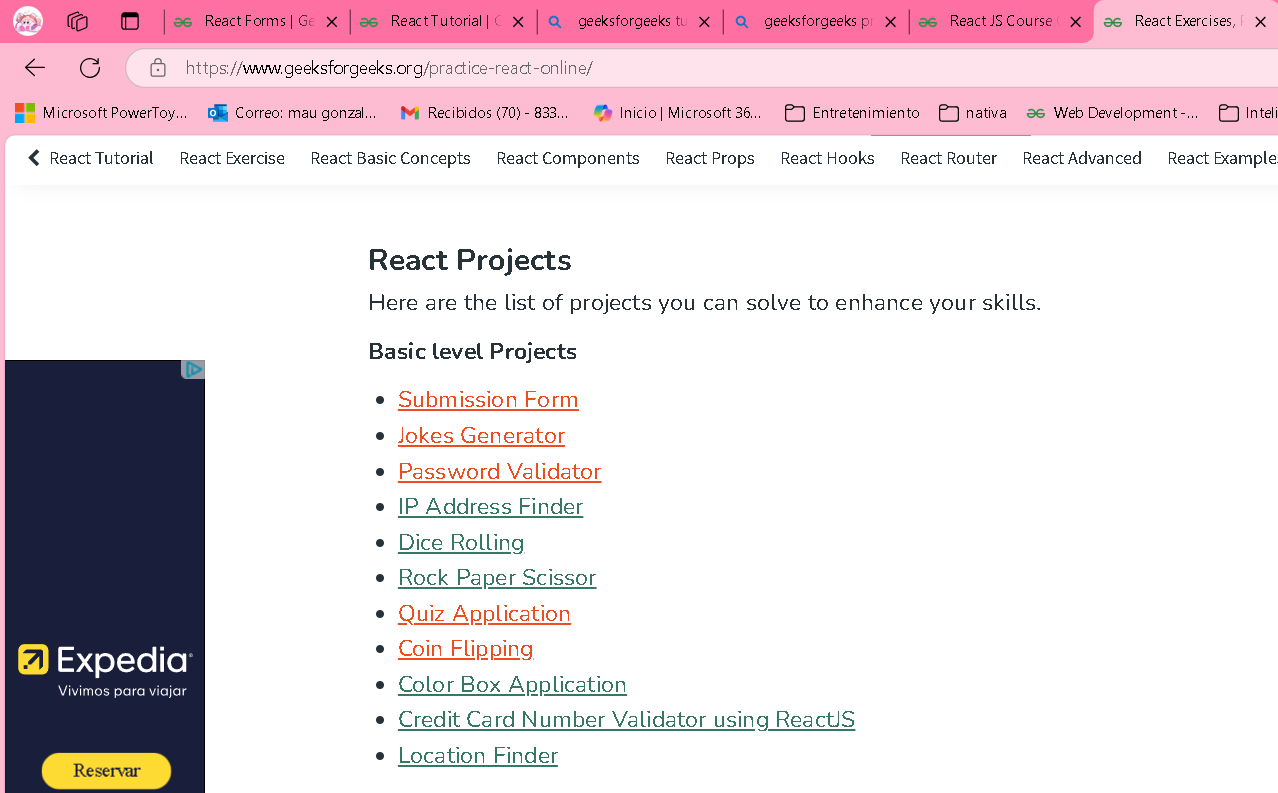 React Forms | Ge
React Tutorial | G
geeksforgeeks tu
geeksforgeeks pr
React JS Course
React Exercises, P
https://www.geeksforgeeks.org/practice-react-online/
Microsoft PowerToy...
Correo: mau gonzal...
Recibidos (70) - 833...
Inicio | Microsoft 36...
Entretenimiento
nativa
Web Development -...
Inteli
React Tutorial
React Exercise
React Basic Concepts
React Components
React Props
React Hooks
React Router
React Advanced
React Example
React Projects
Here are the list of projects you can solve to enhance your skills.
Basic level Projects
Submission Form
Jokes Generator
Password Validator
IP Address Finder
Dice Rolling
Rock Paper Scissor
Quiz Application
Coin Flipping
Color Box Application
Credit Card Number Validator using ReactJS
Location Finder
Expedia
Vivimos para viajar
Reservar